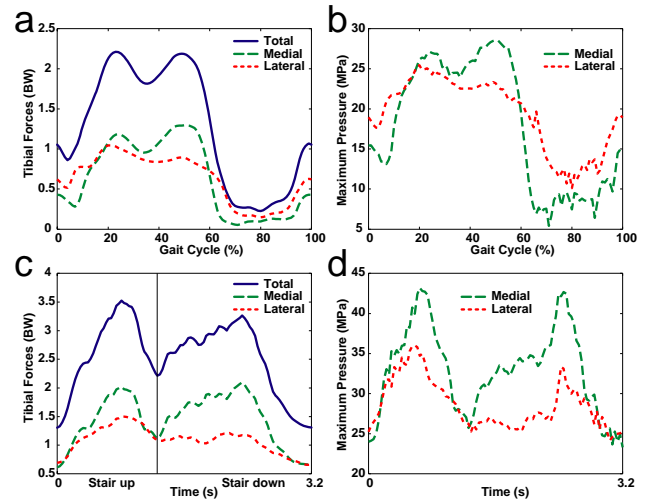 a
Tibial Forces (BW)
2.5
2
1.5
1
0.5
0
Total
Medial
Lateral
0 20 40 60 80 100
Gait Cycle (%)
b
Maximum Pressure (MPa)
35
30
25
20
15
10
5
Medial
Lateral
0 20 40 60 80 100
Gait Cycle (%)
c
Tibial Forces (BW)
4
3.5
3
2.5
2
1.5
1
0.5
Total
Medial
Lateral
0 Stair up Stair down 3.2
Time (s)
d
Maximum Pressure (MPa)
45
40
35
30
25
20
Medial
Lateral
0 3.2
Time (s)